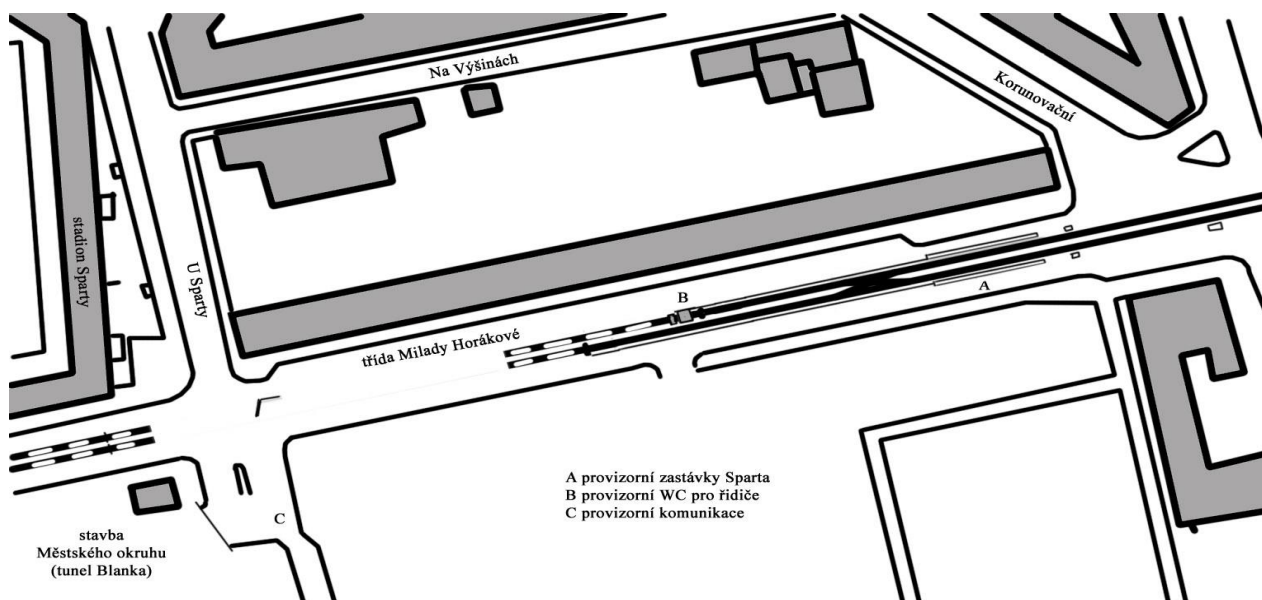 Na Výšinách
Korunovační
stadion Sparty
U Sparty
B
A
třída Milady Horákové
A provizorní zastávky Sparta
B provizorní WC pro řidiče
C provizorní komunikace
C
stavba
Městského okruhu
(tunel Blanka)